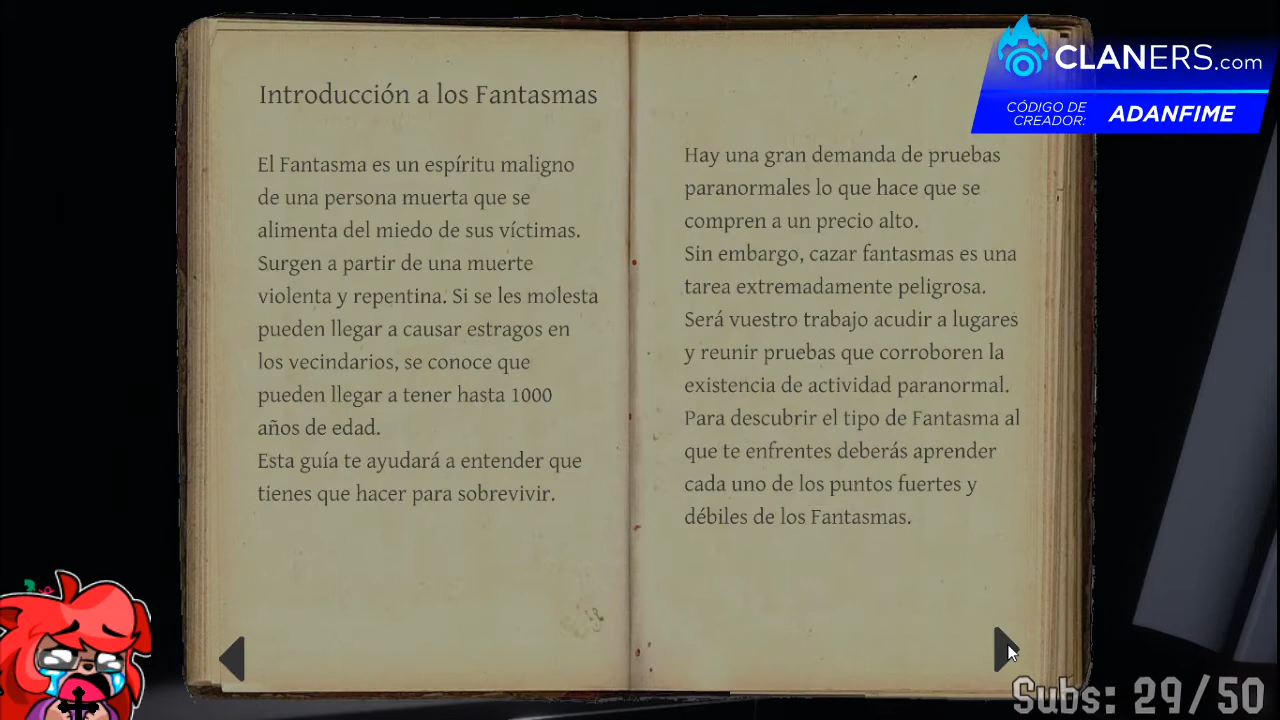 Introducción a los Fantasmas
El Fantasma es un espíritu maligno
de una persona muerta que se
alimenta del miedo de sus víctimas.
Surgen a partir de una muerte
violenta y repentina. Si se les molesta
pueden llegar a causar estragos en
los vecindarios, se conoce que
pueden llegar a tener hasta 1000
años de edad.
Esta guía te ayudará a entender que
tienes que hacer para sobrevivir.
Hay una gran demanda de pruebas
paranormales lo que hace que se
compren a un precio alto.
Sin embargo, cazar fantasmas es una
tarea extremadamente peligrosa.
Será vuestro trabajo acudir a lugares
y reunir pruebas que corroboren la
existencia de actividad paranormal.
Para descubrir el tipo de Fantasma al
que te enfrentes deberás aprender
cada uno de los puntos fuertes y
débiles de los Fantasmas.
CLANERS.com
CÓDIGO DE
CREADOR:
ADANFIME
Subs: 29/50